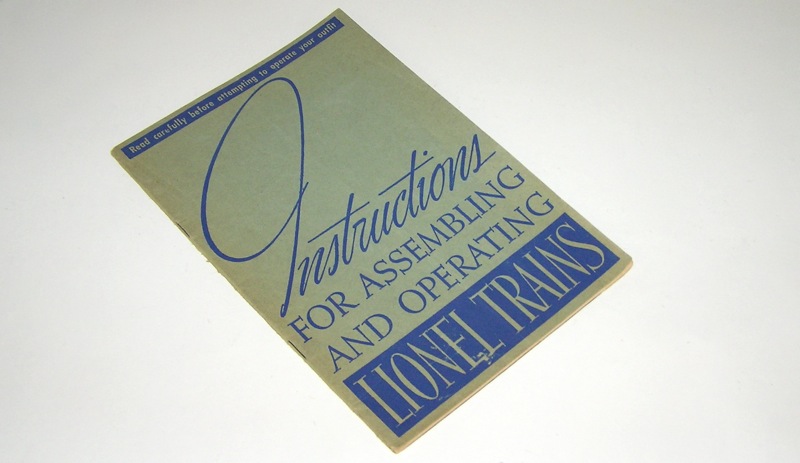 Read carefully before attempting to operate your outfit
Instructions
FOR ASSEMBLING
AND OPERATING
LIONEL TRAINS